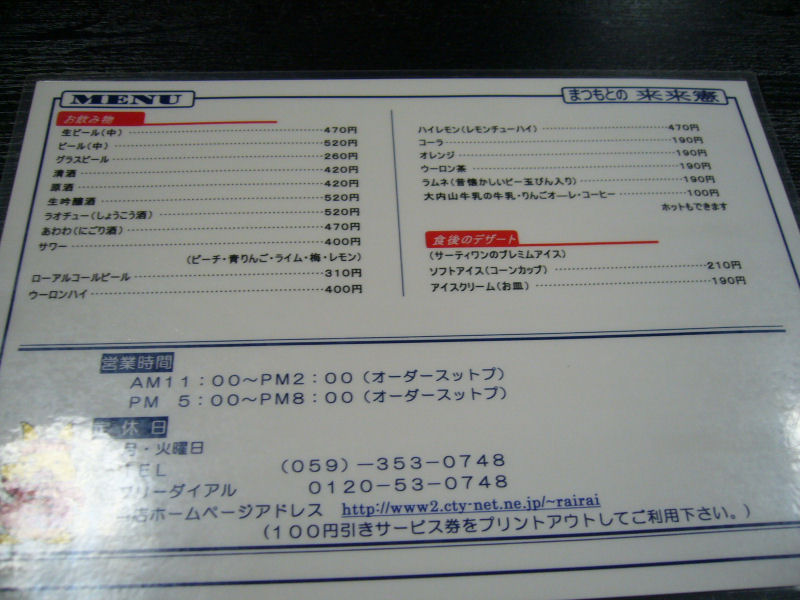 MENU
まつもとの 来来憲
お飲み物
生ビール(中) 470円
ビール(中) 520円
グラスビール 260円
清酒 420円
原酒 420円
生吟醸酒 520円
ラオチュー(しょうこう酒) 520円
あわわ(にごり酒) 470円
サワー 400円
(ピーチ・青りんご・ライム・梅・レモン)
ローアルコールビール 310円
ウーロンハイ 400円
ハイレモン(レモンチューハイ) 470円
コーラ 190円
オレンジ 190円
ウーロン茶 190円
ラムネ(昔懐かしいビー玉びん入り) 190円
大内山牛乳の牛乳・りんごオーレ・コーヒー 100円
ホットもできます
食後のデザート
(サーティワンのプレミムアイス)
ソフトアイス(コーンカップ) 210円
アイスクリーム(お皿) 190円
営業時間
AM11:00～PM2:00(オーダースットプ)
PM 5:00～PM8:00(オーダースットプ)
定休日
・火曜日
TEL (059)-353-0748
フリーダイアル 0120-53-0748
店ホームページアドレス http://www2.cty-net.ne.jp/~rairai
(100円引きサービス券をプリントアウトしてご利用下さい。)